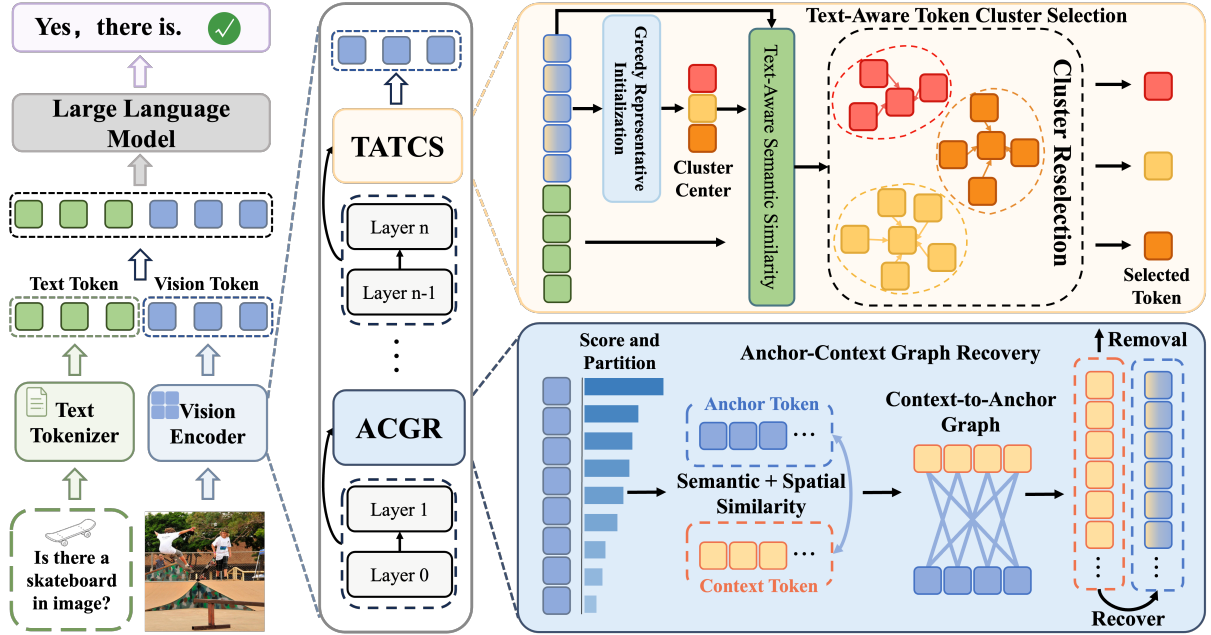 Yes, there is.
Large Language
Model
Text Token
Vision Token
Text
Tokenizer
Vision
Encoder
Is there a
skateboard
in image?
TATCS
Layer n
Layer n-1
ACGR
Layer 1
Layer 0
Text-Aware Token Cluster Selection
Greedy Representative
Initialization
Cluster
Center
Text-Aware Semantic Similarity
Cluster Reselection
Selected
Token
Score and
Partition
Anchor-Context Graph Recovery
Anchor Token
...
Semantic + Spatial
Similarity
...
Context Token
Context-to-Anchor
Graph
Removal
Recover